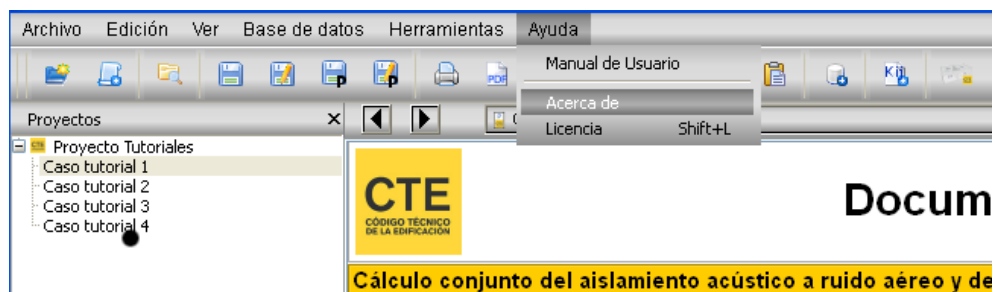 Archivo Edición Ver Base de datos Herramientas Ayuda
Manual de Usuario
Acerca de
Licencia Shift+L
PDF
Kit
Proyectos
Proyecto Tutoriales
Caso tutorial 1
Caso tutorial 2
Caso tutorial 3
Caso tutorial 4
CTE
CÓDIGO TÉCNICO
DE LA EDIFICACIÓN
Docum
Cálculo conjunto del aislamiento acústico a ruido aéreo y de